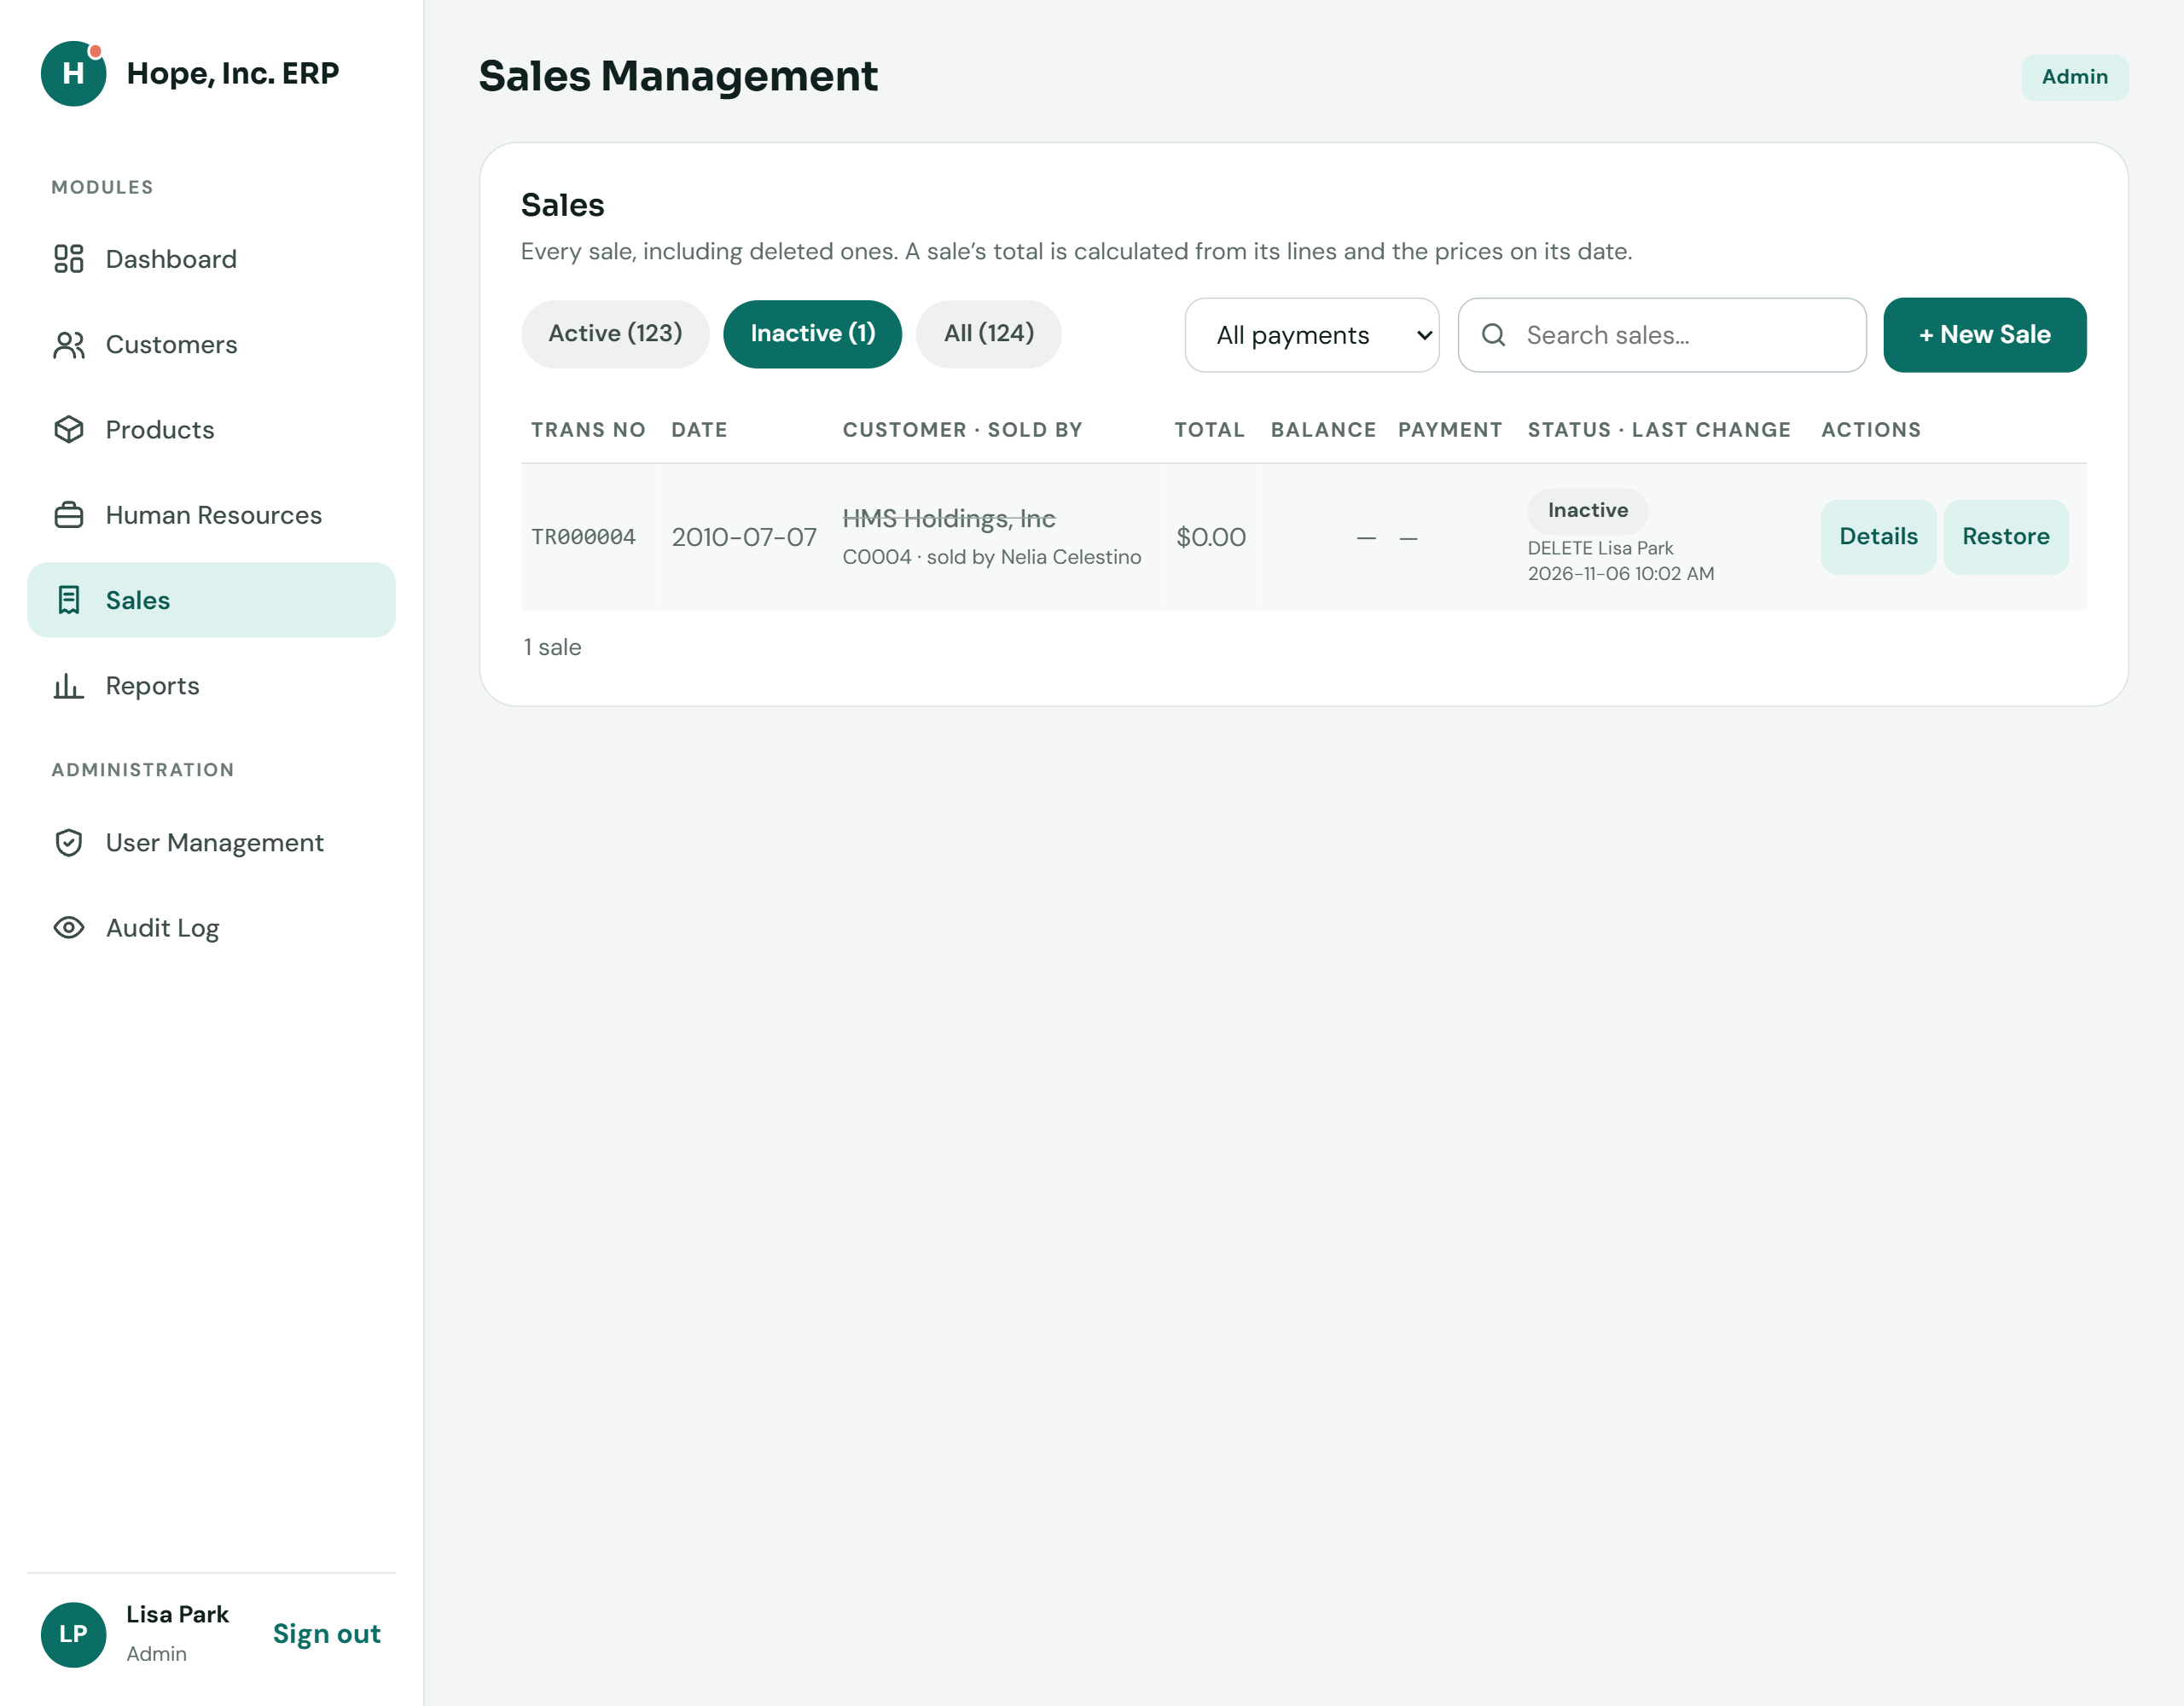 H
Hope, Inc. ERP
MODULES
Dashboard
Customers
Products
Human Resources
Sales
Reports
ADMINISTRATION
User Management
Audit Log
LP
Lisa Park
Admin
Sign out
Sales Management
Admin
Sales
Every sale, including deleted ones. A sale’s total is calculated from its lines and the prices on its date.
Active (123)
Inactive (1)
All (124)
All payments
Search sales...
+ New Sale
TRANS NO DATE CUSTOMER · SOLD BY TOTAL BALANCE PAYMENT STATUS · LAST CHANGE ACTIONS
TR000004 2010-07-07 HMS Holdings, Inc $0.00 — — Inactive Details Restore
C0004 · sold by Nelia Celestino
DELETE Lisa Park
2026-11-06 10:02 AM
1 sale